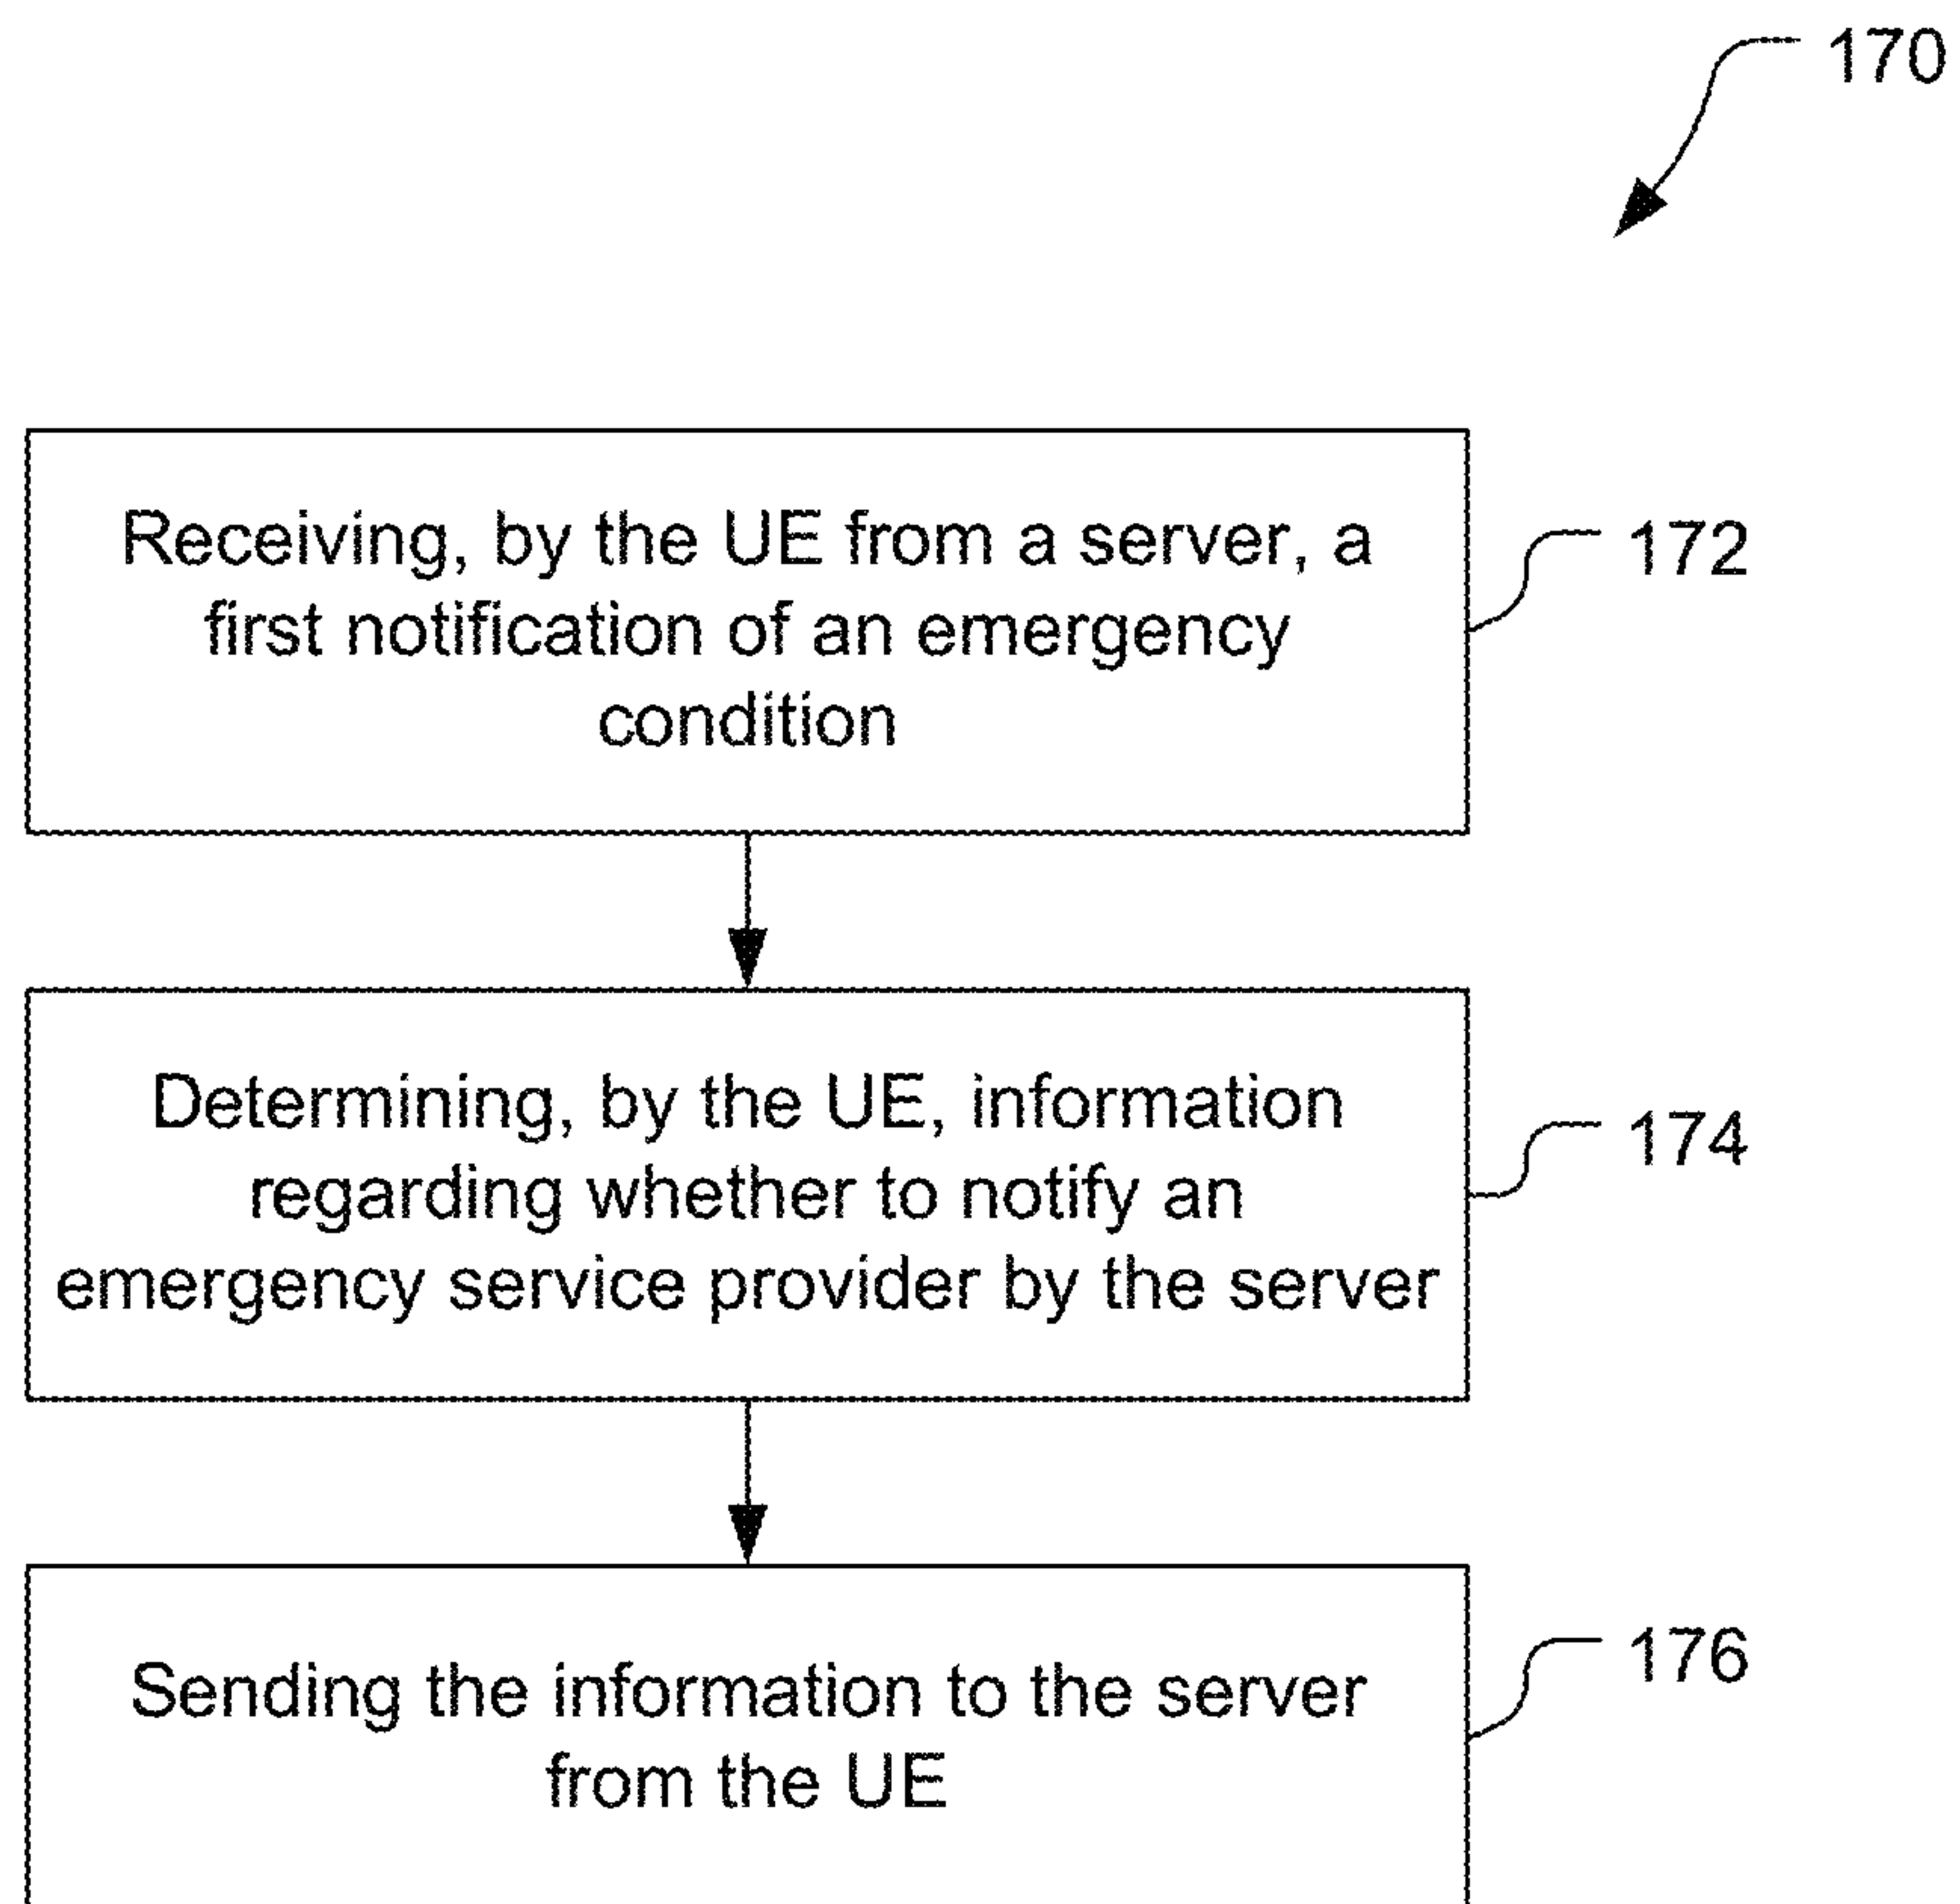 170
Receiving, by the UE from a server, a
first notification of an emergency
condition
172
Determining, by the UE, information
regarding whether to notify an
emergency service provider by the server
174
Sending the information to the server
from the UE
176